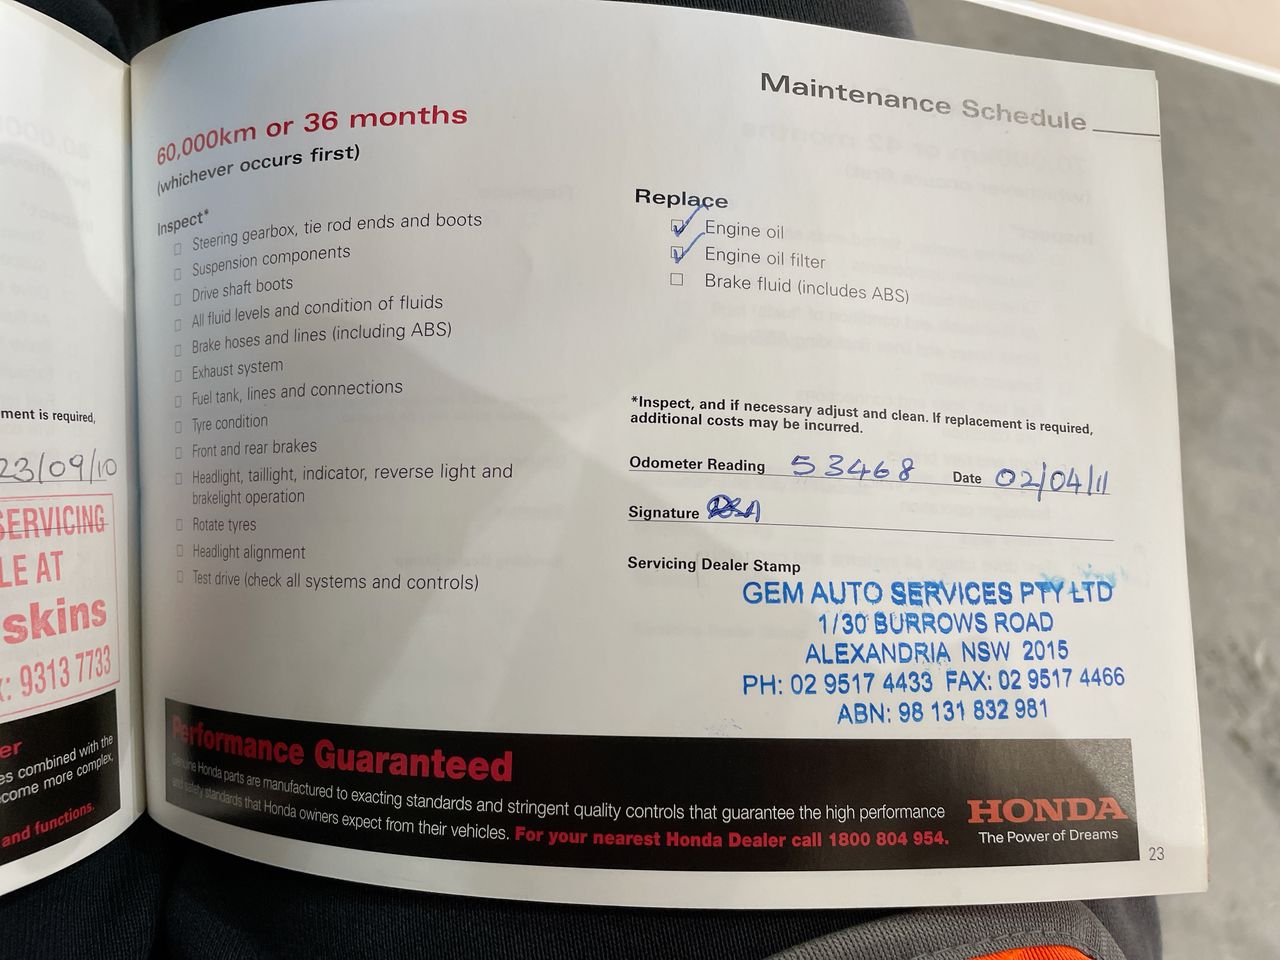 ment is required,
23/09/10
SERVICING
LE AT
skins
x: 9313 7733
er
es combined with the
come more complex,
and functions.
Maintenance Schedule
60,000km or 36 months
(whichever occurs first)
Inspect*
Steering gearbox, tie rod ends and boots
Suspension components
Drive shaft boots
All fluid levels and condition of fluids
Brake hoses and lines (including ABS)
Exhaust system
Fuel tank, lines and connections
Tyre condition
Front and rear brakes
Headlight, taillight, indicator, reverse light and
brakelight operation
Rotate tyres
Headlight alignment
Test drive (check all systems and controls)
Replace
Engine oil
Engine oil filter
Brake fluid (includes ABS)
*Inspect, and if necessary adjust and clean. If replacement is required,
additional costs may be incurred.
Odometer Reading 53468 Date 02/04/11
Signature
Servicing Dealer Stamp
GEM AUTO SERVICES PTY LTD
1/30 BURROWS ROAD
ALEXANDRIA NSW 2015
PH: 02 9517 4433 FAX: 02 9517 4466
ABN: 98 131 832 981
Performance Guaranteed
Genuine Honda parts are manufactured to exacting standards and stringent quality controls that guarantee the high performance
and safety standards that Honda owners expect from their vehicles. For your nearest Honda Dealer call 1800 804 954.
HONDA
The Power of Dreams
23